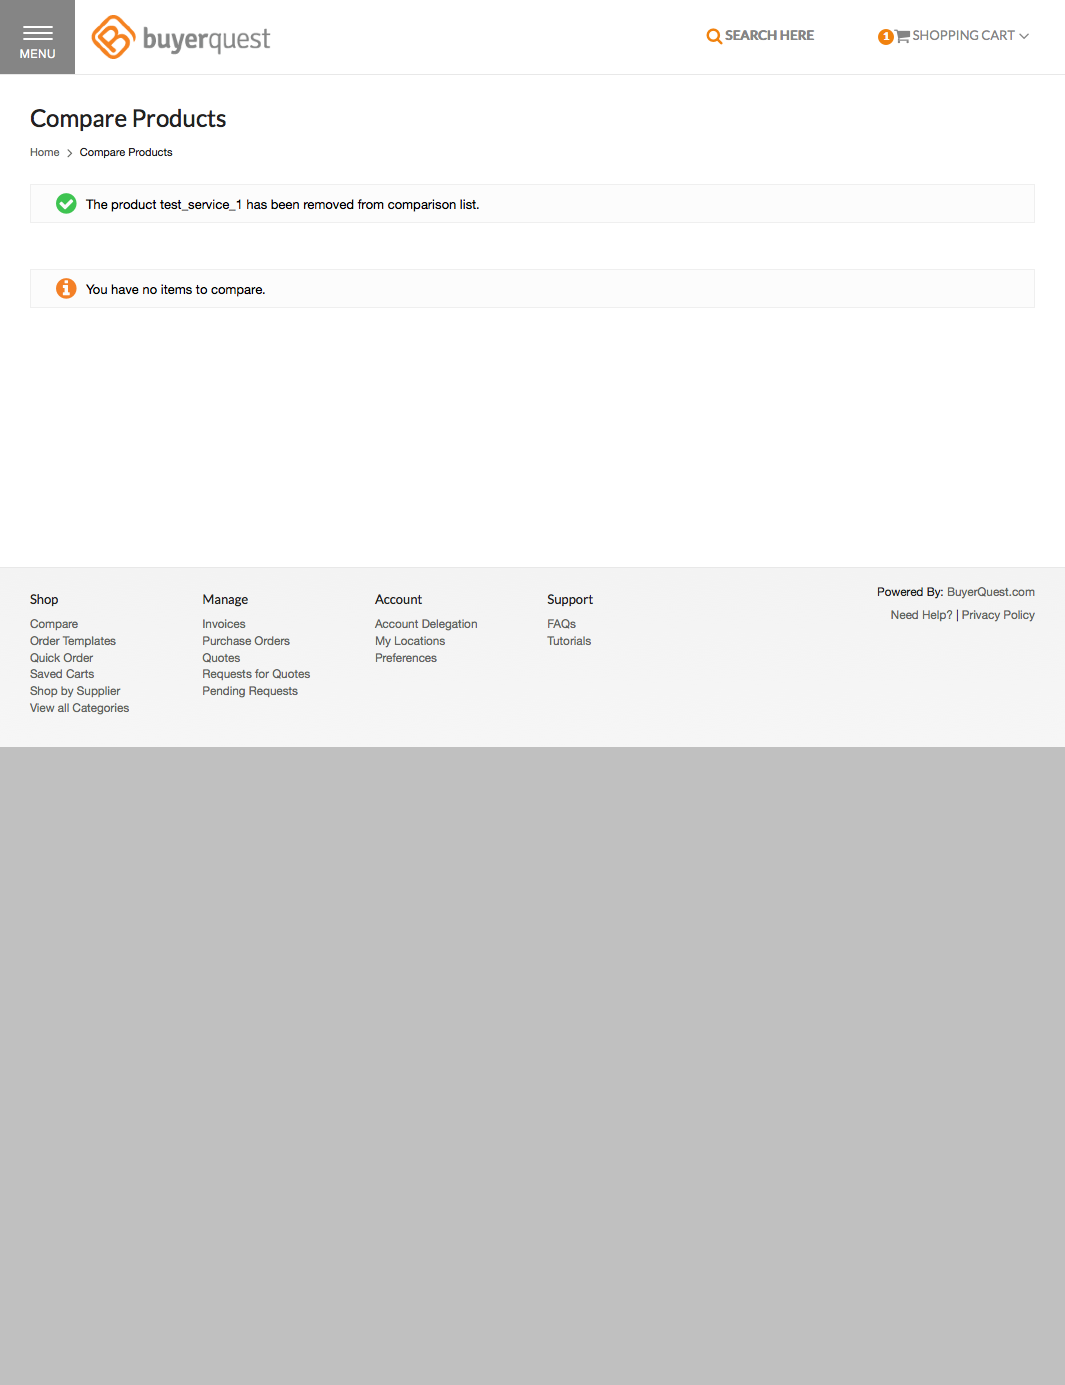 MENU
buyerquest
SEARCH HERE
1
SHOPPING CART
Compare Products
Home
Compare Products
The product test_service_1 has been removed from comparison list.
You have no items to compare.
Shop
Compare
Order Templates
Quick Order
Saved Carts
Shop by Supplier
View all Categories
Manage
Invoices
Purchase Orders
Quotes
Requests for Quotes
Pending Requests
Account
Account Delegation
My Locations
Preferences
Support
FAQs
Tutorials
Powered By: BuyerQuest.com
Need Help? | Privacy Policy